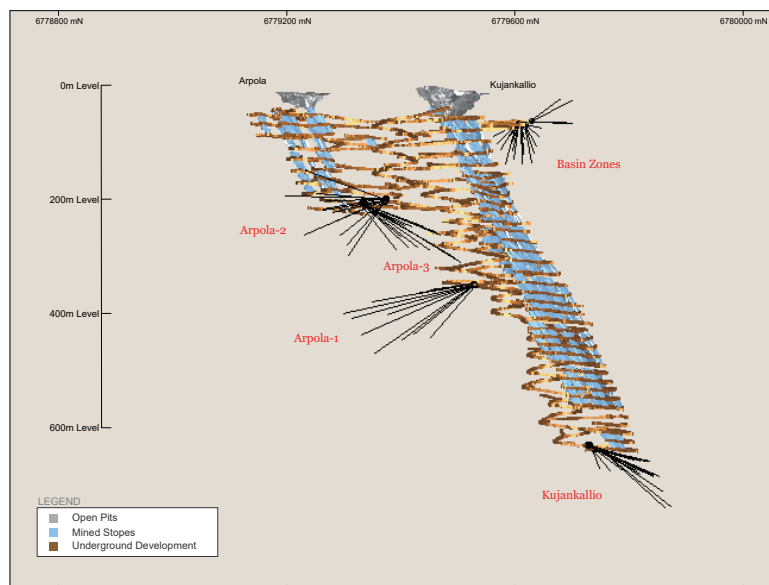 6778800 mN
6779200 mN
6779600 mN
6780000 mN
0m Level
Arpola
Kujankallio
Basin Zones
200m Level
Arpola-2
Arpola-3
400m Level
Arpola-1
600m Level
Kujankallio
LEGEND
Open Pits
Mined Stopes
Underground Development